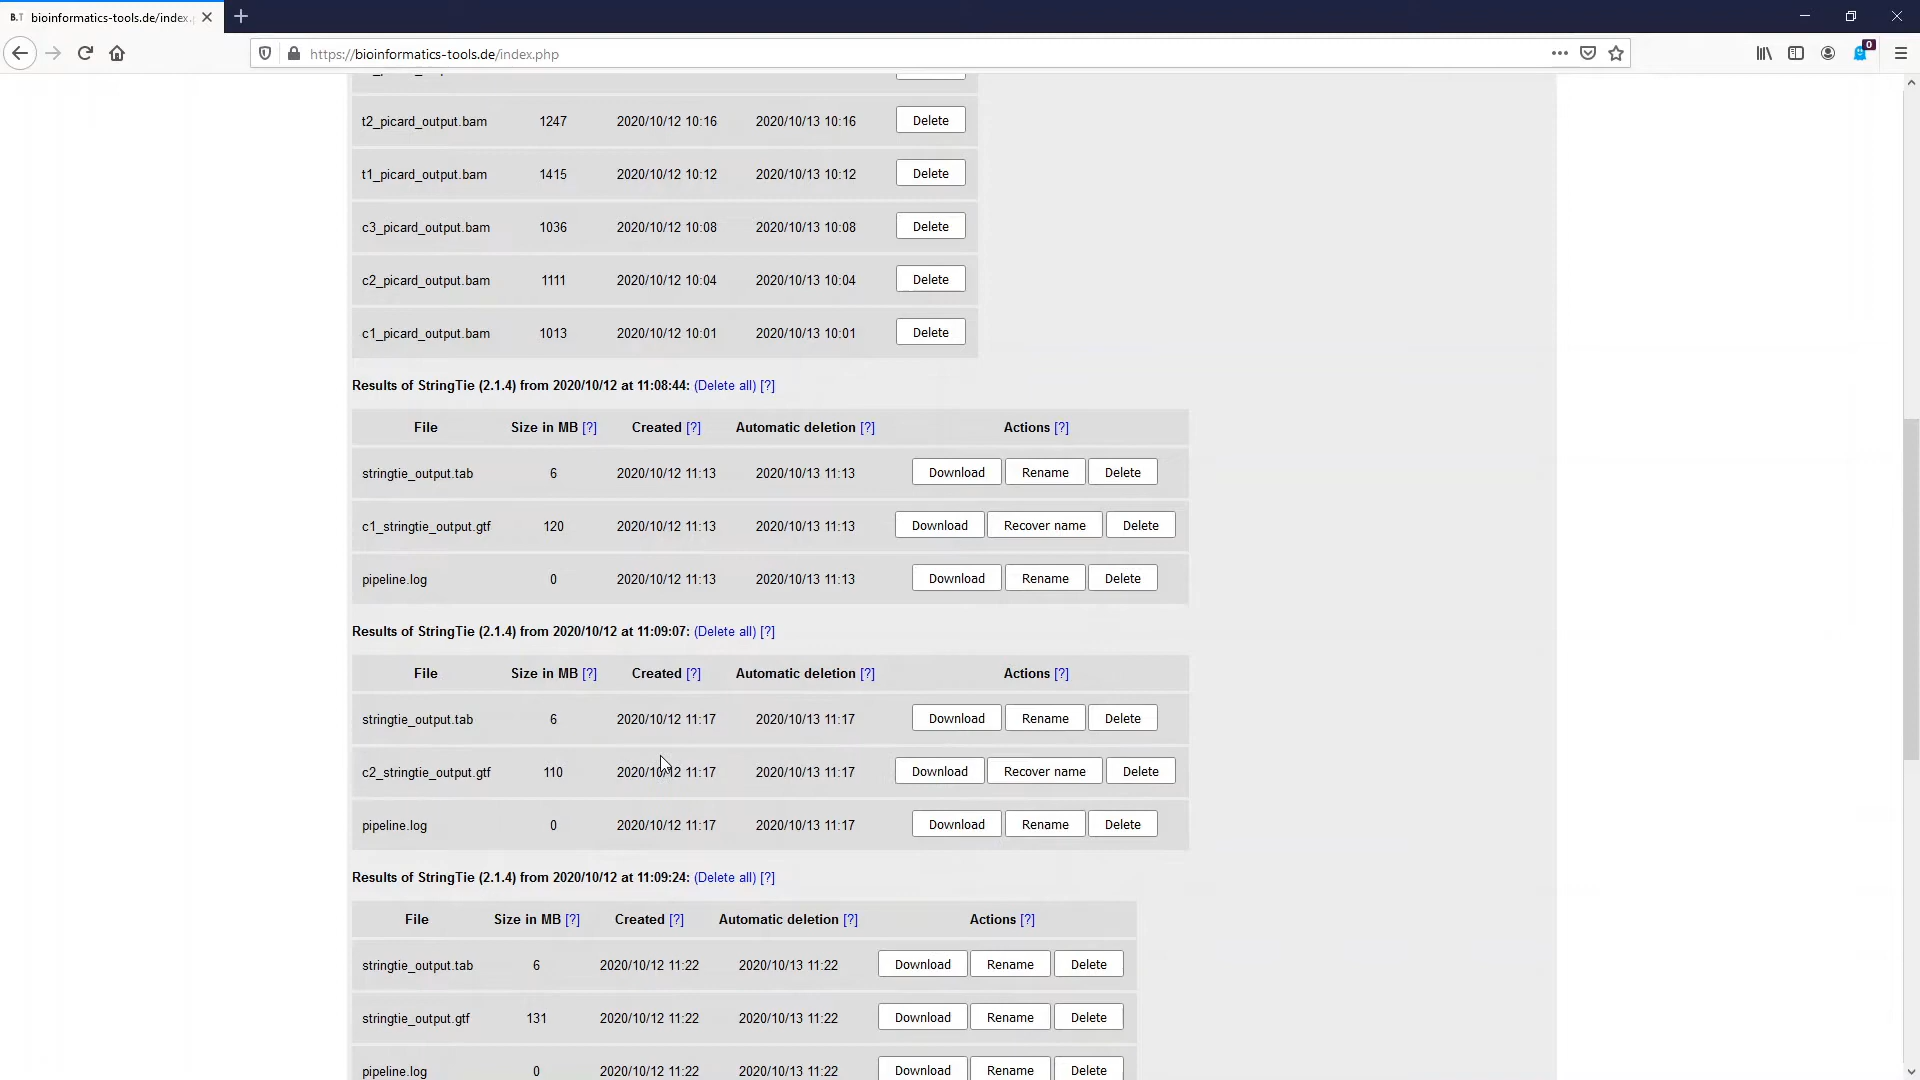 B.T bioinformatics-tools.de/index.
https://bioinformatics-tools.de/index.php
0
t2_picard_output.bam 1247 2020/10/12 10:16 2020/10/13 10:16 Delete
t1_picard_output.bam 1415 2020/10/12 10:12 2020/10/13 10:12 Delete
c3_picard_output.bam 1036 2020/10/12 10:08 2020/10/13 10:08 Delete
c2_picard_output.bam 1111 2020/10/12 10:04 2020/10/13 10:04 Delete
c1_picard_output.bam 1013 2020/10/12 10:01 2020/10/13 10:01 Delete
Results of StringTie (2.1.4) from 2020/10/12 at 11:08:44: (Delete all) [?]
File Size in MB [?] Created [?] Automatic deletion [?] Actions [?]
stringtie_output.tab 6 2020/10/12 11:13 2020/10/13 11:13 Download Rename Delete
c1_stringtie_output.gtf 120 2020/10/12 11:13 2020/10/13 11:13 Download Recover name Delete
pipeline.log 0 2020/10/12 11:13 2020/10/13 11:13 Download Rename Delete
Results of StringTie (2.1.4) from 2020/10/12 at 11:09:07: (Delete all) [?]
File Size in MB [?] Created [?] Automatic deletion [?] Actions [?]
stringtie_output.tab 6 2020/10/12 11:17 2020/10/13 11:17 Download Rename Delete
c2_stringtie_output.gtf 110 2020/10/12 11:17 2020/10/13 11:17 Download Recover name Delete
pipeline.log 0 2020/10/12 11:17 2020/10/13 11:17 Download Rename Delete
Results of StringTie (2.1.4) from 2020/10/12 at 11:09:24: (Delete all) [?]
File Size in MB [?] Created [?] Automatic deletion [?] Actions [?]
stringtie_output.tab 6 2020/10/12 11:22 2020/10/13 11:22 Download Rename Delete
stringtie_output.gtf 131 2020/10/12 11:22 2020/10/13 11:22 Download Rename Delete
pipeline.log 0 2020/10/12 11:22 2020/10/13 11:22 Download Rename Delete